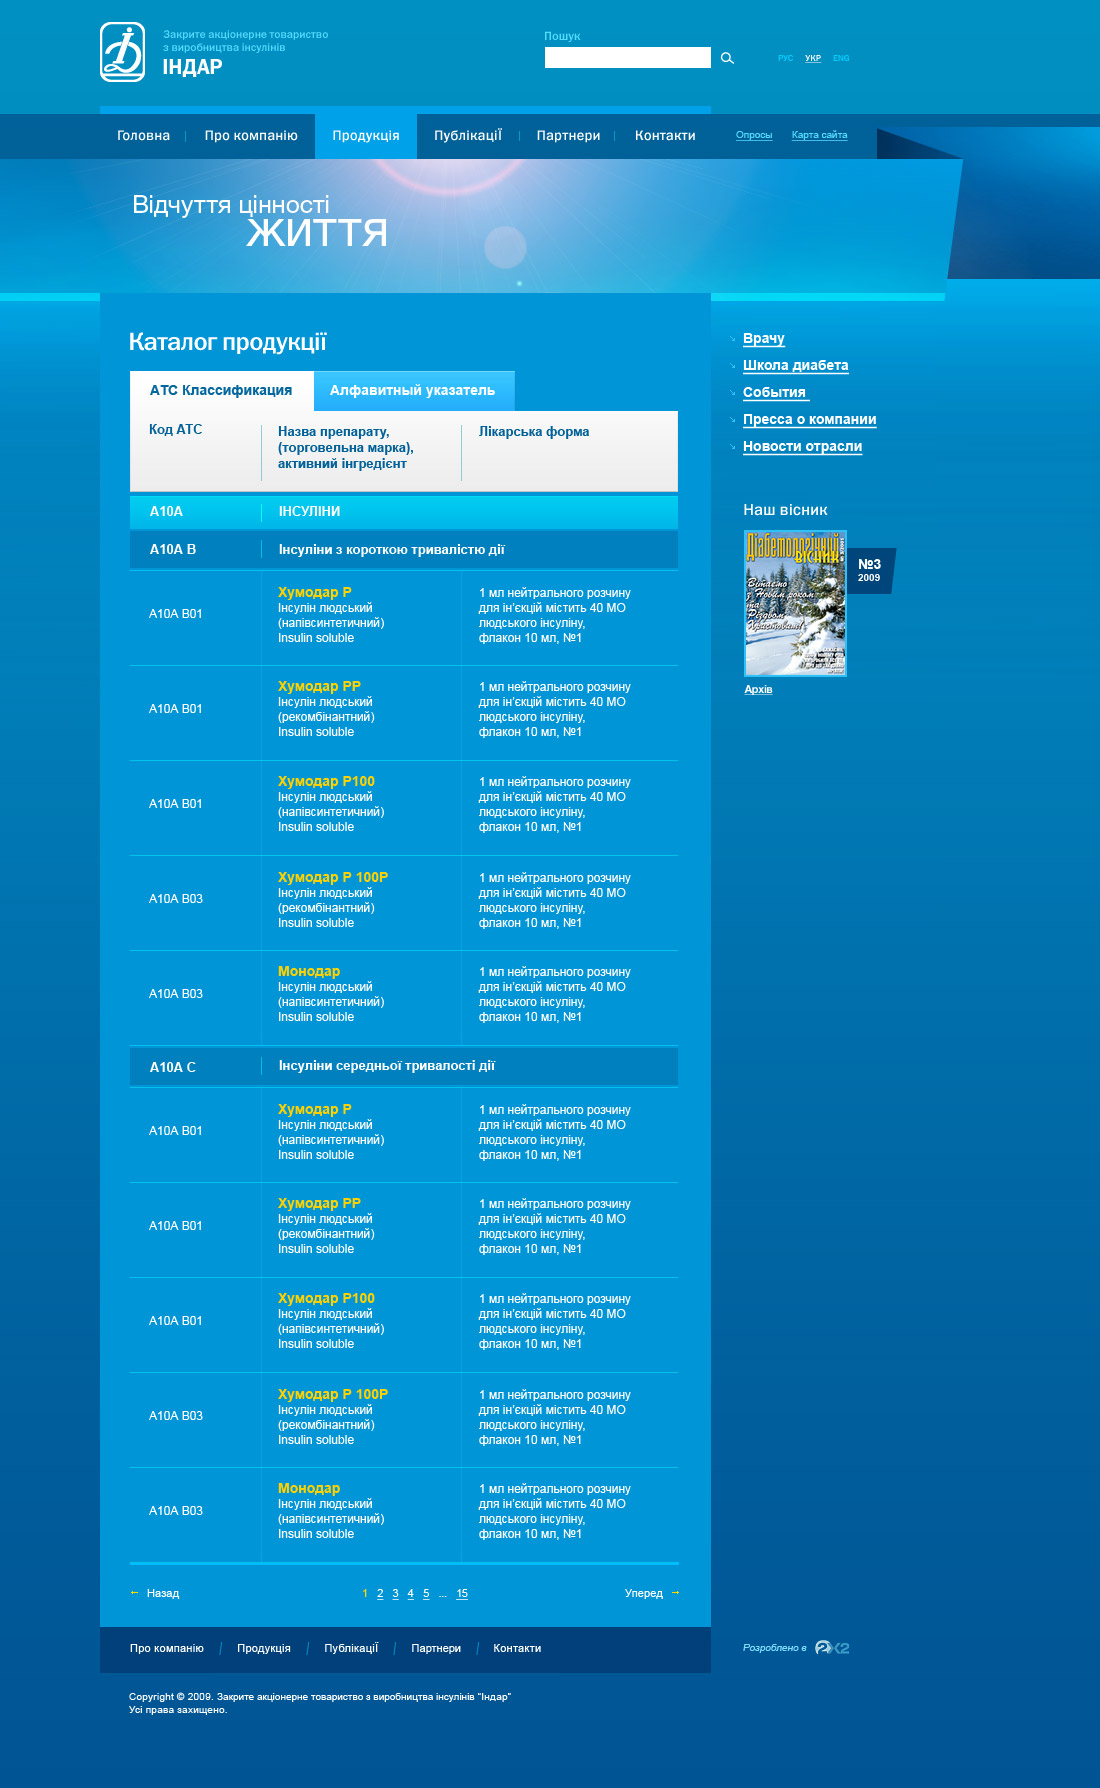 Закрите акціонерне товариство
з виробництва інсулінів
ІНДАР
Пошук
РУС УКР ENG
Головна Про компанію Продукція Публікації Партнери Контакти Опросы Карта сайта
Відчуття цінності
ЖИТТЯ
Каталог продукції
АТС Классификация Алфавитный указатель
Код АТС
Назва препарату,
(торговельна марка),
активний інгредієнт
Лікарська форма
A10A ІНСУЛІНИ
A10A B Інсуліни з короткою тривалістю дії
A10A B01
Хумодар Р
Інсулін людський
(напівсинтетичний)
Insulin soluble
1 мл нейтрального розчину
для ін'єкцій містить 40 МО
людського інсуліну,
флакон 10 мл, №1
A10A B01
Хумодар РР
Інсулін людський
(рекомбінантний)
Insulin soluble
1 мл нейтрального розчину
для ін'єкцій містить 40 МО
людського інсуліну,
флакон 10 мл, №1
A10A B01
Хумодар Р100
Інсулін людський
(напівсинтетичний)
Insulin soluble
1 мл нейтрального розчину
для ін'єкцій містить 40 МО
людського інсуліну,
флакон 10 мл, №1
A10A B03
Хумодар Р 100Р
Інсулін людський
(рекомбінантний)
Insulin soluble
1 мл нейтрального розчину
для ін'єкцій містить 40 МО
людського інсуліну,
флакон 10 мл, №1
A10A B03
Монодар
Інсулін людський
(напівсинтетичний)
Insulin soluble
1 мл нейтрального розчину
для ін'єкцій містить 40 МО
людського інсуліну,
флакон 10 мл, №1
A10A C Інсуліни середньої тривалості дії
A10A B01
Хумодар Р
Інсулін людський
(напівсинтетичний)
Insulin soluble
1 мл нейтрального розчину
для ін'єкцій містить 40 МО
людського інсуліну,
флакон 10 мл, №1
A10A B01
Хумодар РР
Інсулін людський
(рекомбінантний)
Insulin soluble
1 мл нейтрального розчину
для ін'єкцій містить 40 МО
людського інсуліну,
флакон 10 мл, №1
A10A B01
Хумодар Р100
Інсулін людський
(напівсинтетичний)
Insulin soluble
1 мл нейтрального розчину
для ін'єкцій містить 40 МО
людського інсуліну,
флакон 10 мл, №1
A10A B03
Хумодар Р 100Р
Інсулін людський
(рекомбінантний)
Insulin soluble
1 мл нейтрального розчину
для ін'єкцій містить 40 МО
людського інсуліну,
флакон 10 мл, №1
A10A B03
Монодар
Інсулін людський
(напівсинтетичний)
Insulin soluble
1 мл нейтрального розчину
для ін'єкцій містить 40 МО
людського інсуліну,
флакон 10 мл, №1
← Назад 1 2 3 4 5 ... 15 Уперед →
Врачу
Школа диабета
События
Пресса о компании
Новости отрасли
Наш вісник
Діабетологічний
ВІСНИК
Вітаємо
з Новим роком
та
Різдвом
Христовим!
№3
2009
Архів
Про компанію / Продукція / Публікації / Партнери / Контакти
Розроблено в
Copyright © 2009. Закрите акціонерне товариство з виробництва інсулінів "Індар"
Усі права захищено.